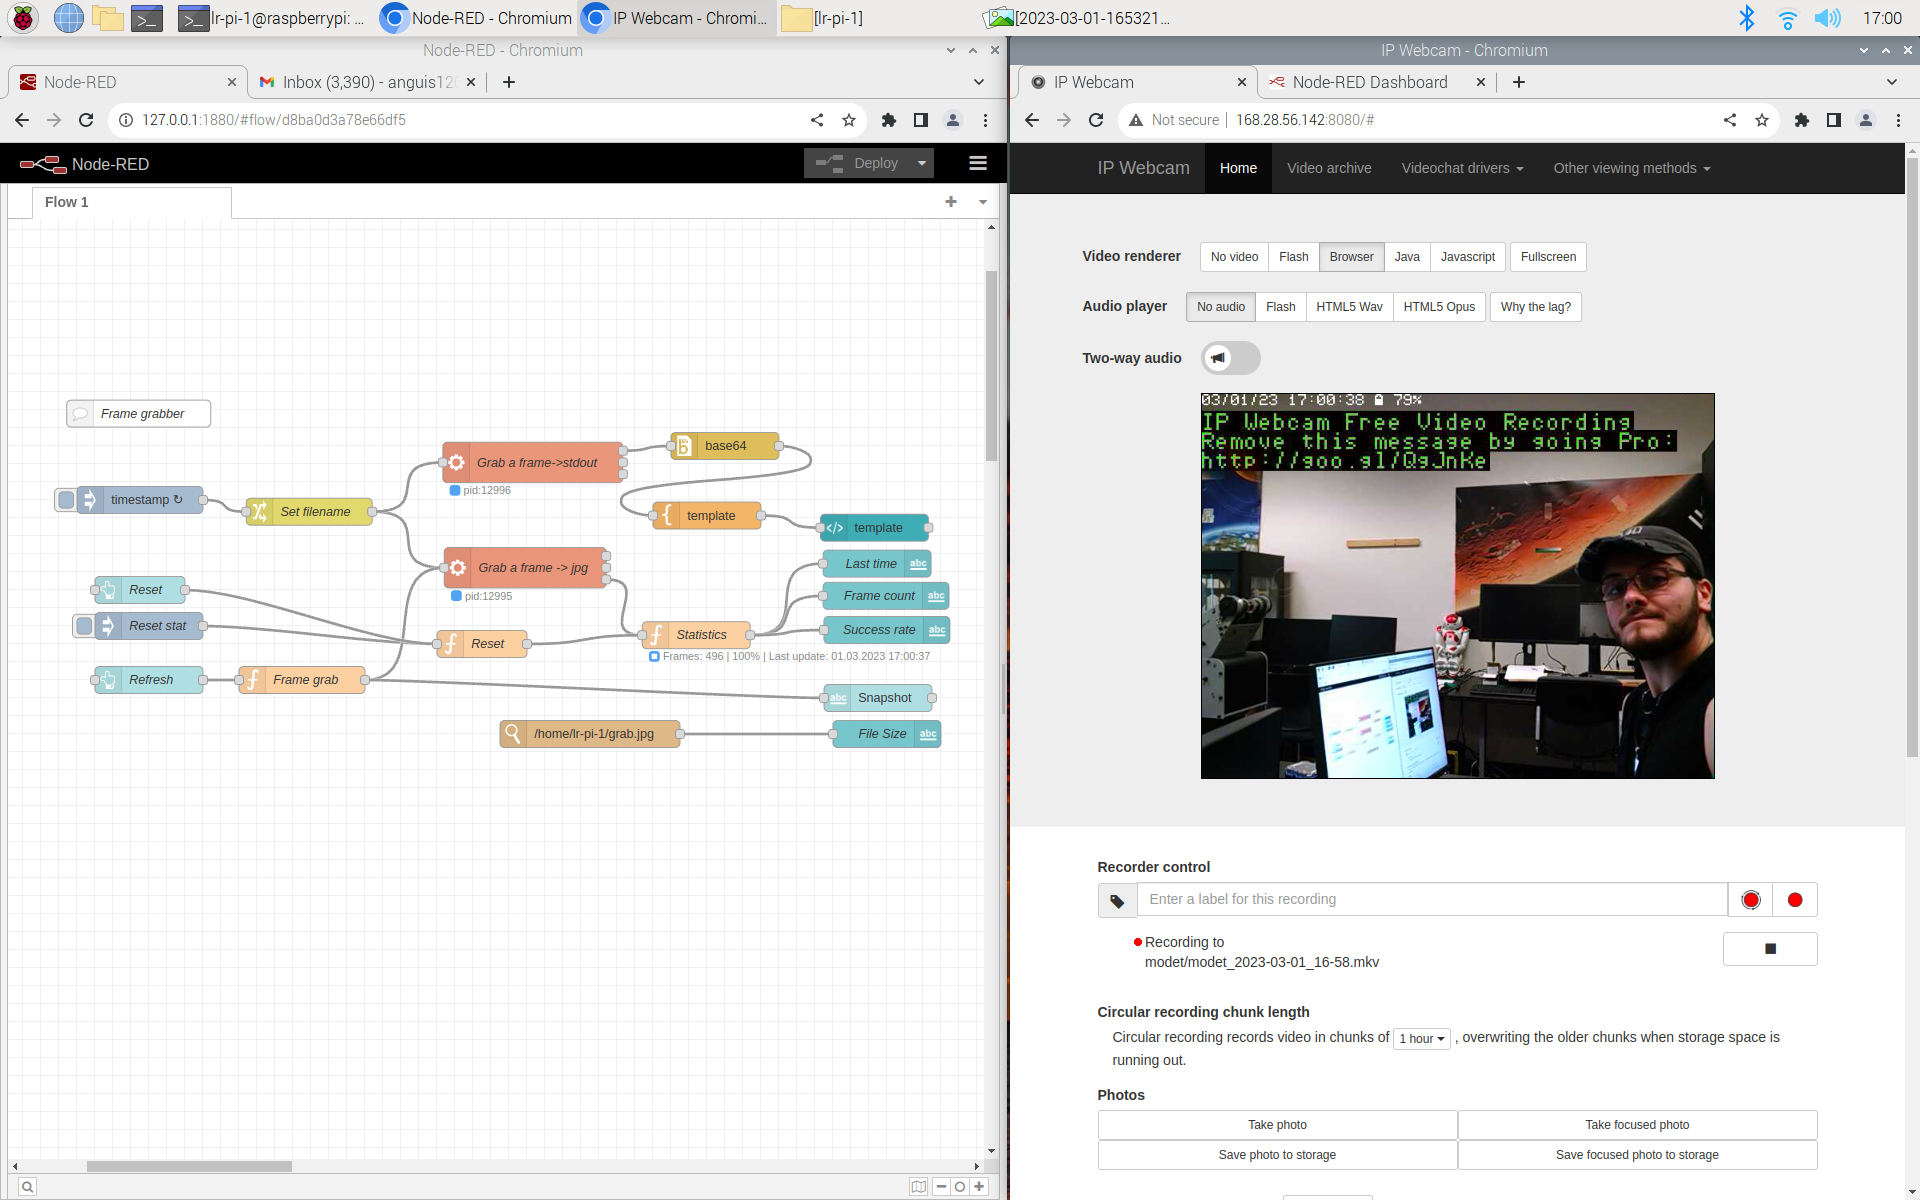 lr-pi-1@raspberrypi: ...
Node-RED - Chromium
IP Webcam - Chromi...
[lr-pi-1]
[2023-03-01-165321...
17:00
Node-RED - Chromium
Node-RED
Inbox (3,390) - anguis12
127.0.0.1:1880/#flow/d8ba0d3a78e66df5
Node-RED
Deploy
Flow 1
Frame grabber
Grab a frame->stdout
pid:12996
base64
timestamp ↻
Set filename
template
template
Grab a frame -> jpg
pid:12995
Last time
abc
Frame count
abc
Success rate
abc
Reset
Reset stat
Reset
Statistics
Frames: 496 | 100% | Last update: 01.03.2023 17:00:37
Refresh
Frame grab
abc
Snapshot
/home/lr-pi-1/grab.jpg
File Size
abc
IP Webcam - Chromium
IP Webcam
Node-RED Dashboard
Not secure
168.28.56.142:8080/#
IP Webcam
Home
Video archive
Videochat drivers
Other viewing methods
Video renderer
No video
Flash
Browser
Java
Javascript
Fullscreen
Audio player
No audio
Flash
HTML5 Wav
HTML5 Opus
Why the lag?
Two-way audio
03/01/23 17:00:38 79%
IP Webcam Free Video Recording
Remove this message by going Pro:
http://goo.gl/QgJnKe
Recorder control
Enter a label for this recording
Recording to
modet/modet_2023-03-01_16-58.mkv
Circular recording chunk length
Circular recording records video in chunks of 1 hour , overwriting the older chunks when storage space is
running out.
Photos
Take photo
Take focused photo
Save photo to storage
Save focused photo to storage